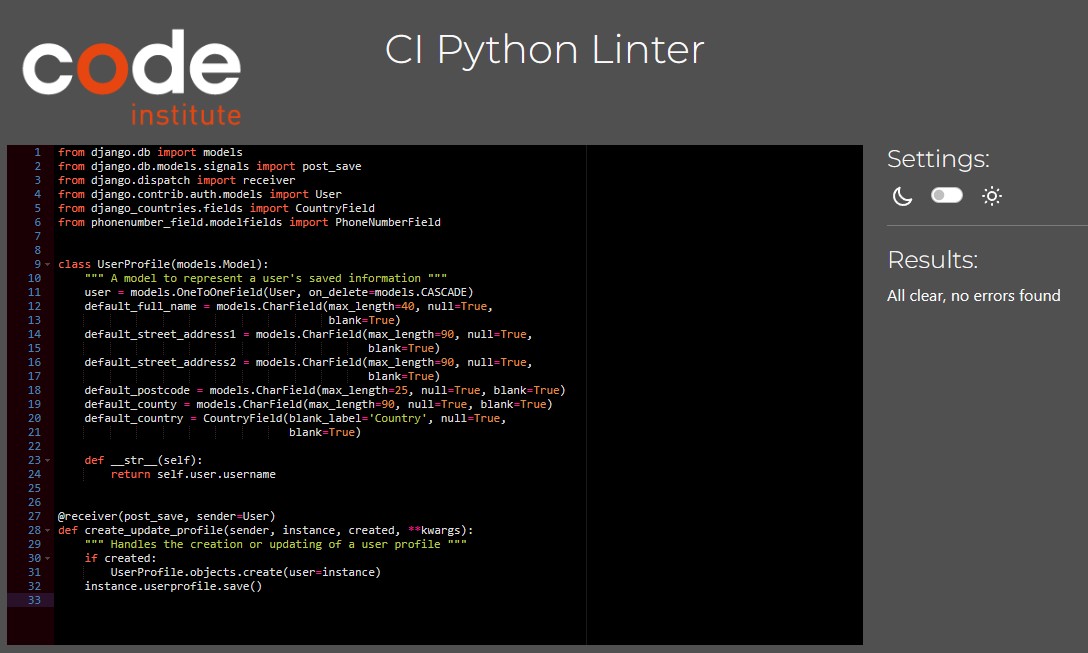 code
institute
CI Python Linter
1 from django.db import models
2 from django.db.models.signals import post_save
3 from django.dispatch import receiver
4 from django.contrib.auth.models import User
5 from django_countries.fields import CountryField
6 from phonenumber_field.modelfields import PhoneNumberField
7
8
9 class UserProfile(models.Model):
10     """ A model to represent a user's saved information """
11     user = models.OneToOneField(User, on_delete=models.CASCADE)
12     default_full_name = models.CharField(max_length=40, null=True,
13                                          blank=True)
14     default_street_address1 = models.CharField(max_length=90, null=True,
15                                                blank=True)
16     default_street_address2 = models.CharField(max_length=90, null=True,
17                                                blank=True)
18     default_postcode = models.CharField(max_length=25, null=True, blank=True)
19     default_county = models.CharField(max_length=90, null=True, blank=True)
20     default_country = CountryField(blank_label='Country', null=True,
21                                    blank=True)
22
23     def __str__(self):
24         return self.user.username
25
26
27 @receiver(post_save, sender=User)
28 def create_update_profile(sender, instance, created, **kwargs):
29     """ Handles the creation or updating of a user profile """
30     if created:
31         UserProfile.objects.create(user=instance)
32     instance.userprofile.save()
33
Settings:
Results:
All clear, no errors found